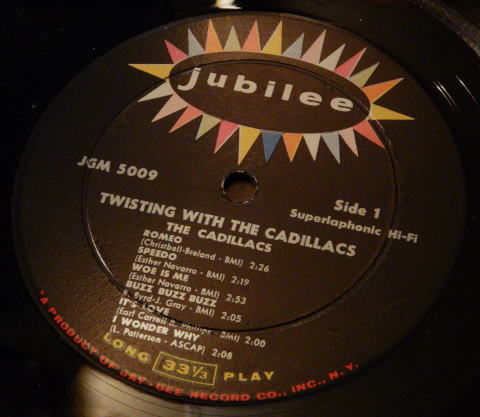 jubilee
JGM 5009
Side 1
Superlaphonic Hi-Fi
TWISTING WITH THE CADILLACS
THE CADILLACS
ROMEO
(Christbell-Breland - BMI) 2:26
SPEEDO
(Esther Navarro - BMI) 2:19
WOE IS ME
(Esther Navarro - BMI) 2:53
BUZZ BUZZ BUZZ
Byrd-J. Gray - BMI) 2:05
IT'S LOVE
(Earl Carroll R. Phillips - BMI) 2:00
I WONDER WHY
(L. Patterson - ASCAP) 2:08
LONG 33⅓ PLAY
*A PRODUCT OF JAY-GEE RECORD CO., INC., N. Y.